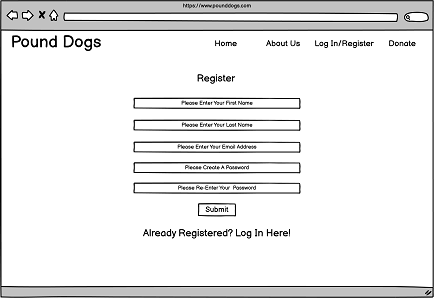 https://www.pounddogs.com
Pound Dogs Home About Us Log In/Register Donate
Register
Please Enter Your First Name
Please Enter Your Last Name
Please Enter Your Email Address
Please Create A Password
Please Re-Enter Your Password
Submit
Already Registered? Log In Here!